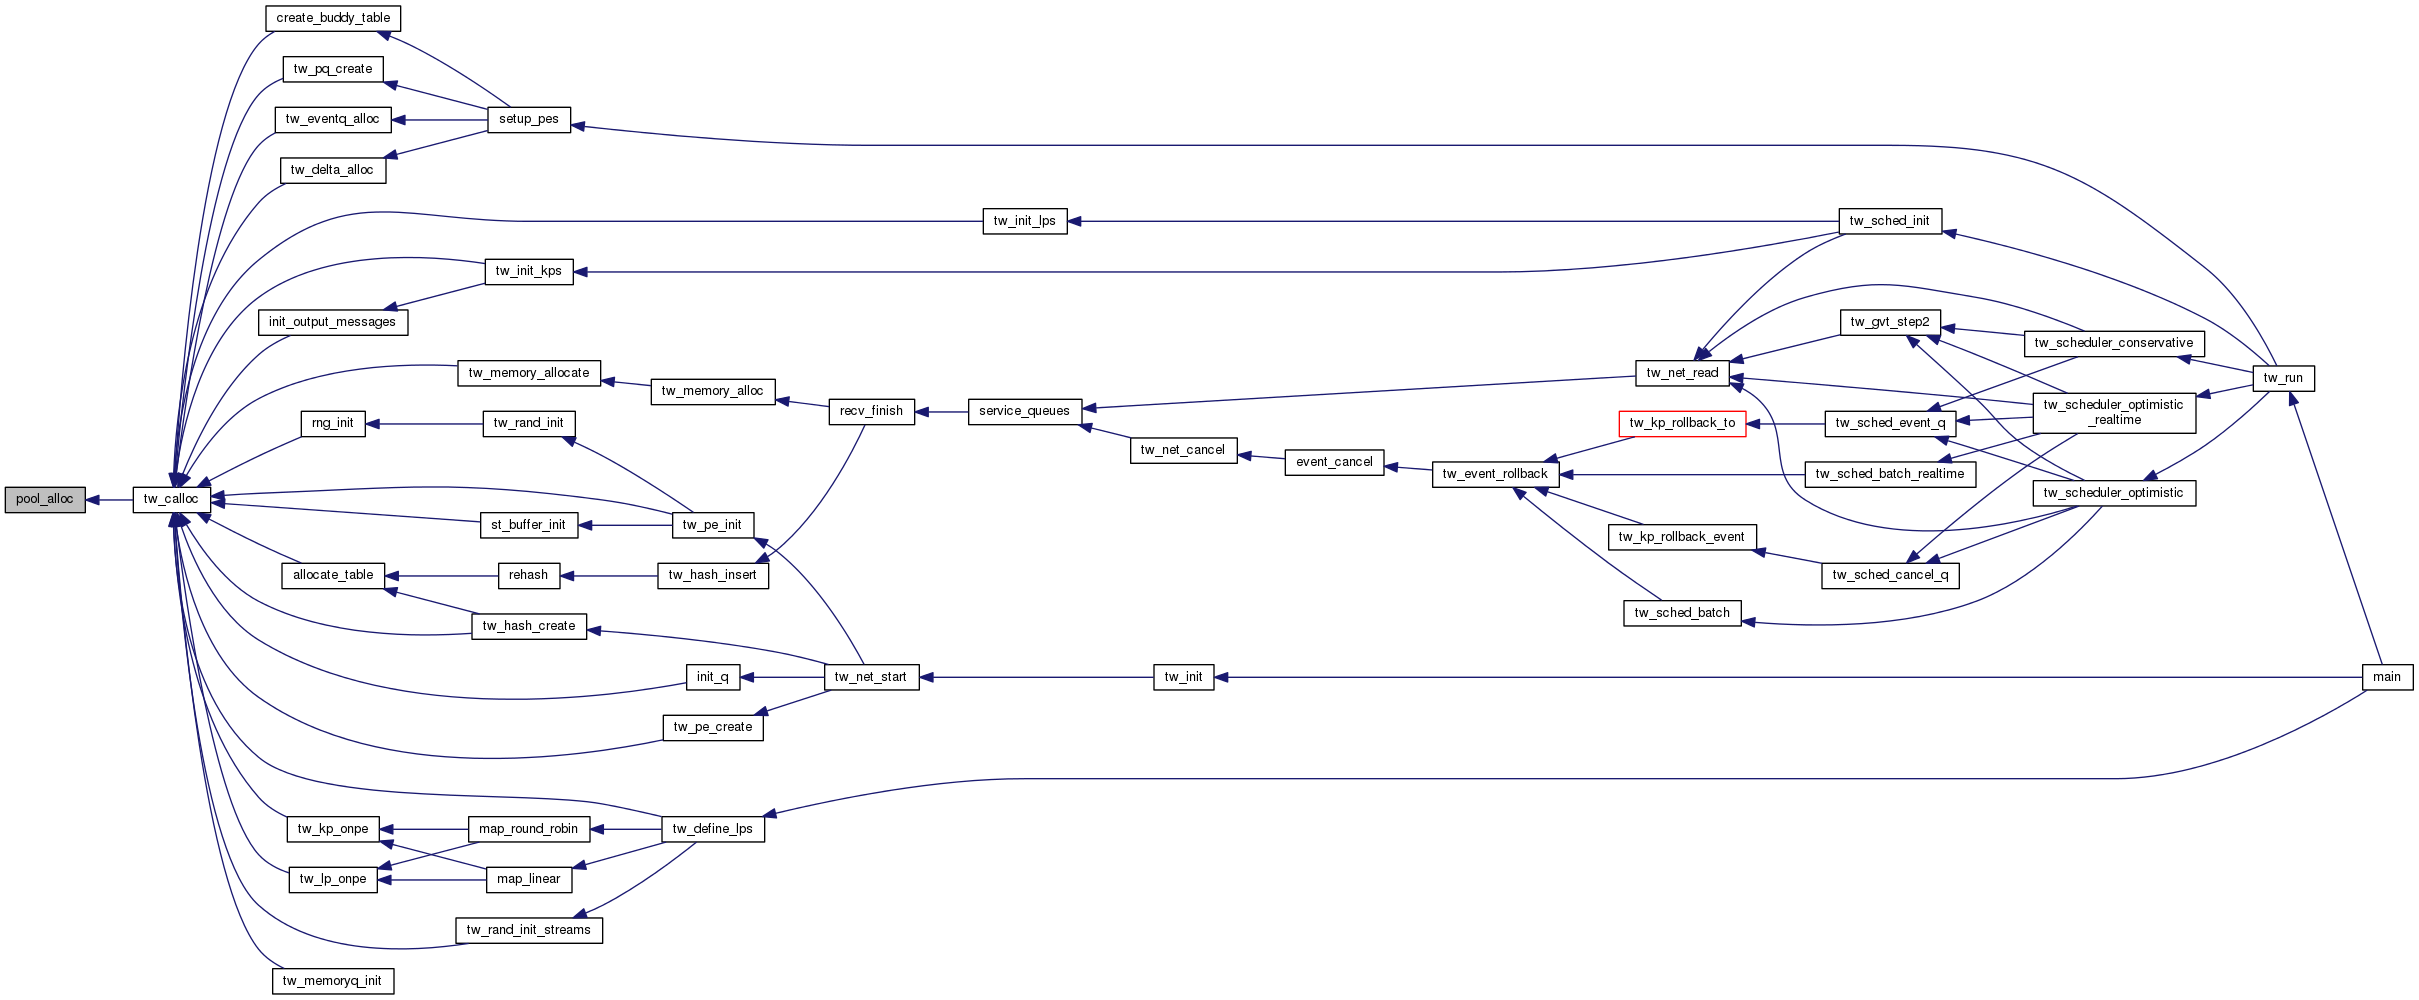 create_buddy_table
tw_pq_create
tw_eventq_alloc
setup_pes
tw_delta_alloc
tw_init_lps
tw_sched_init
tw_init_kps
init_output_messages
tw_gvt_step2
tw_scheduler_conservative
tw_memory_allocate
tw_net_read
tw_run
tw_memory_alloc
recv_finish
service_queues
tw_scheduler_optimistic
_realtime
rng_init
tw_rand_init
tw_kp_rollback_to
tw_sched_event_q
tw_net_cancel
event_cancel
tw_event_rollback
tw_sched_batch_realtime
tw_scheduler_optimistic
pool_alloc
tw_calloc
st_buffer_init
tw_pe_init
tw_kp_rollback_event
allocate_table
rehash
tw_hash_insert
tw_sched_cancel_q
tw_sched_batch
tw_hash_create
init_q
tw_net_start
tw_init
main
tw_pe_create
tw_kp_onpe
map_round_robin
tw_define_lps
tw_lp_onpe
map_linear
tw_rand_init_streams
tw_memoryq_init